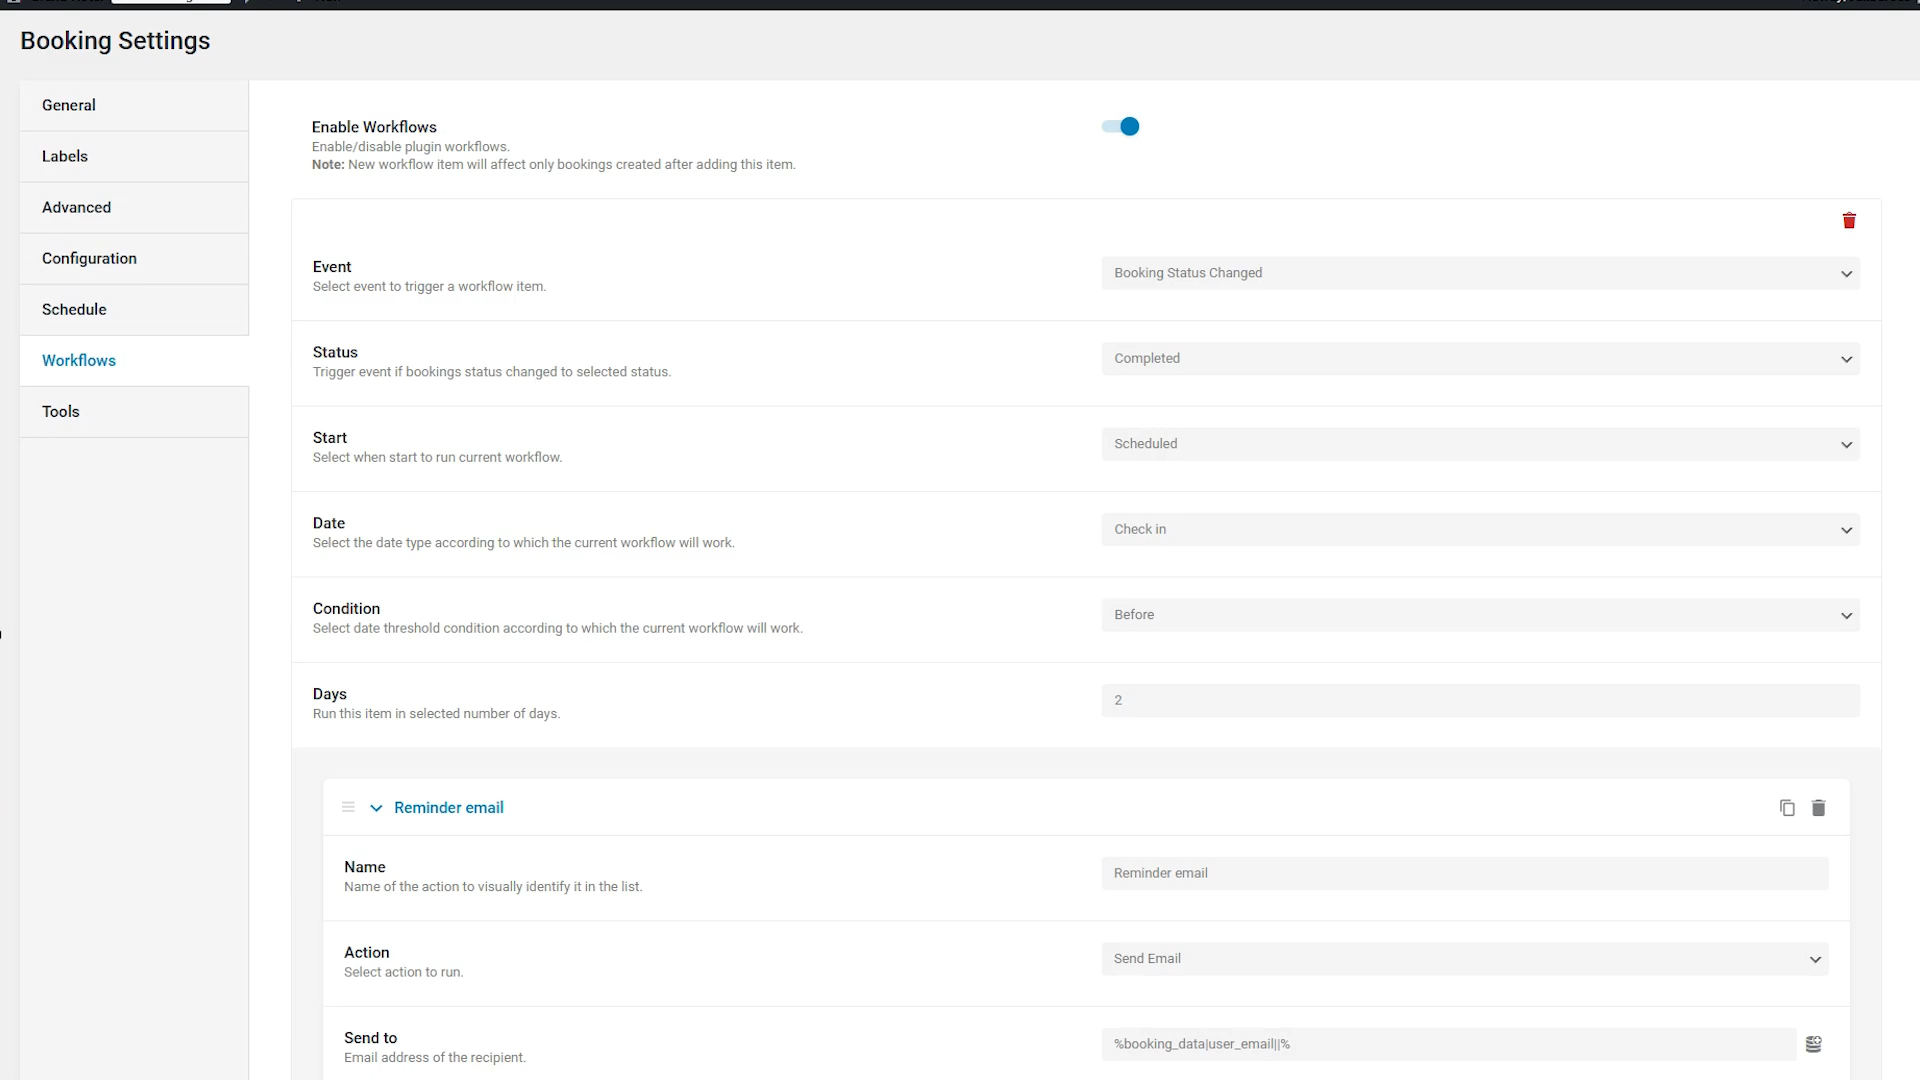 Booking Settings
General
Labels
Advanced
Configuration
Schedule
Workflows
Tools
Enable Workflows
Enable/disable plugin workflows.
Note: New workflow item will affect only bookings created after adding this item.
Event
Select event to trigger a workflow item.
Booking Status Changed
Status
Trigger event if bookings status changed to selected status.
Completed
Start
Select when start to run current workflow.
Scheduled
Date
Select the date type according to which the current workflow will work.
Check in
Condition
Select date threshold condition according to which the current workflow will work.
Before
Days
Run this item in selected number of days.
2
Reminder email
Name
Name of the action to visually identify it in the list.
Reminder email
Action
Select action to run.
Send Email
Send to
Email address of the recipient.
%booking_data|user_email||%